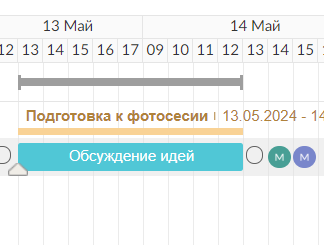 13 Май 14 Май
12 13 14 15 16 17 09 10 11 12 13 14 15
Подготовка к фотосесии 13.05.2024 - 14
Обсуждение идей М М